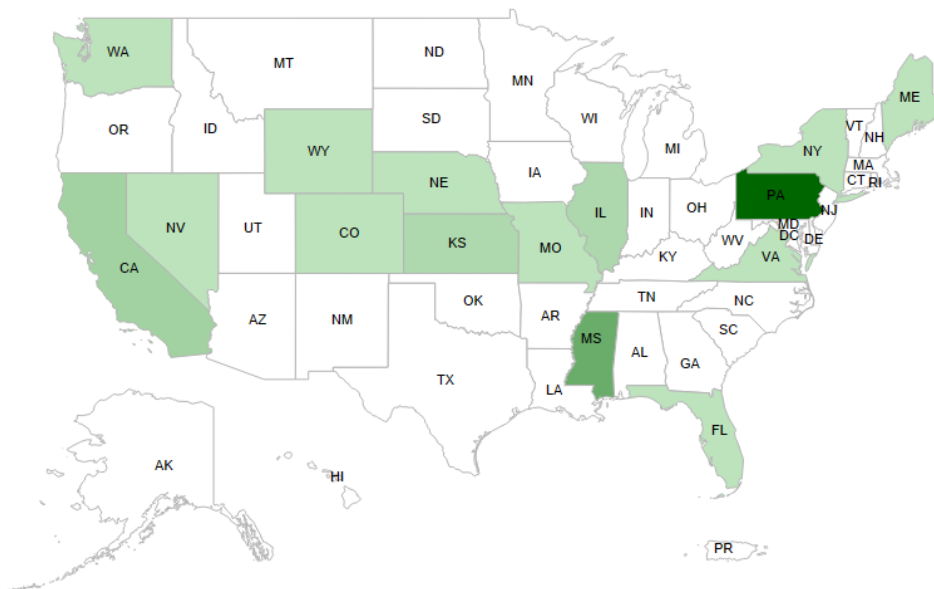 WA
MT
ND
MN
ME
OR
ID
SD
WI
MI
VT
NH
NY
MA
CT
RI
WY
IA
NE
PA
NJ
NV
UT
CO
IL
IN
OH
MD
DC
DE
CA
KS
MO
WV
VA
KY
AZ
NM
OK
AR
TN
NC
MS
AL
SC
GA
TX
LA
FL
AK
HI
PR